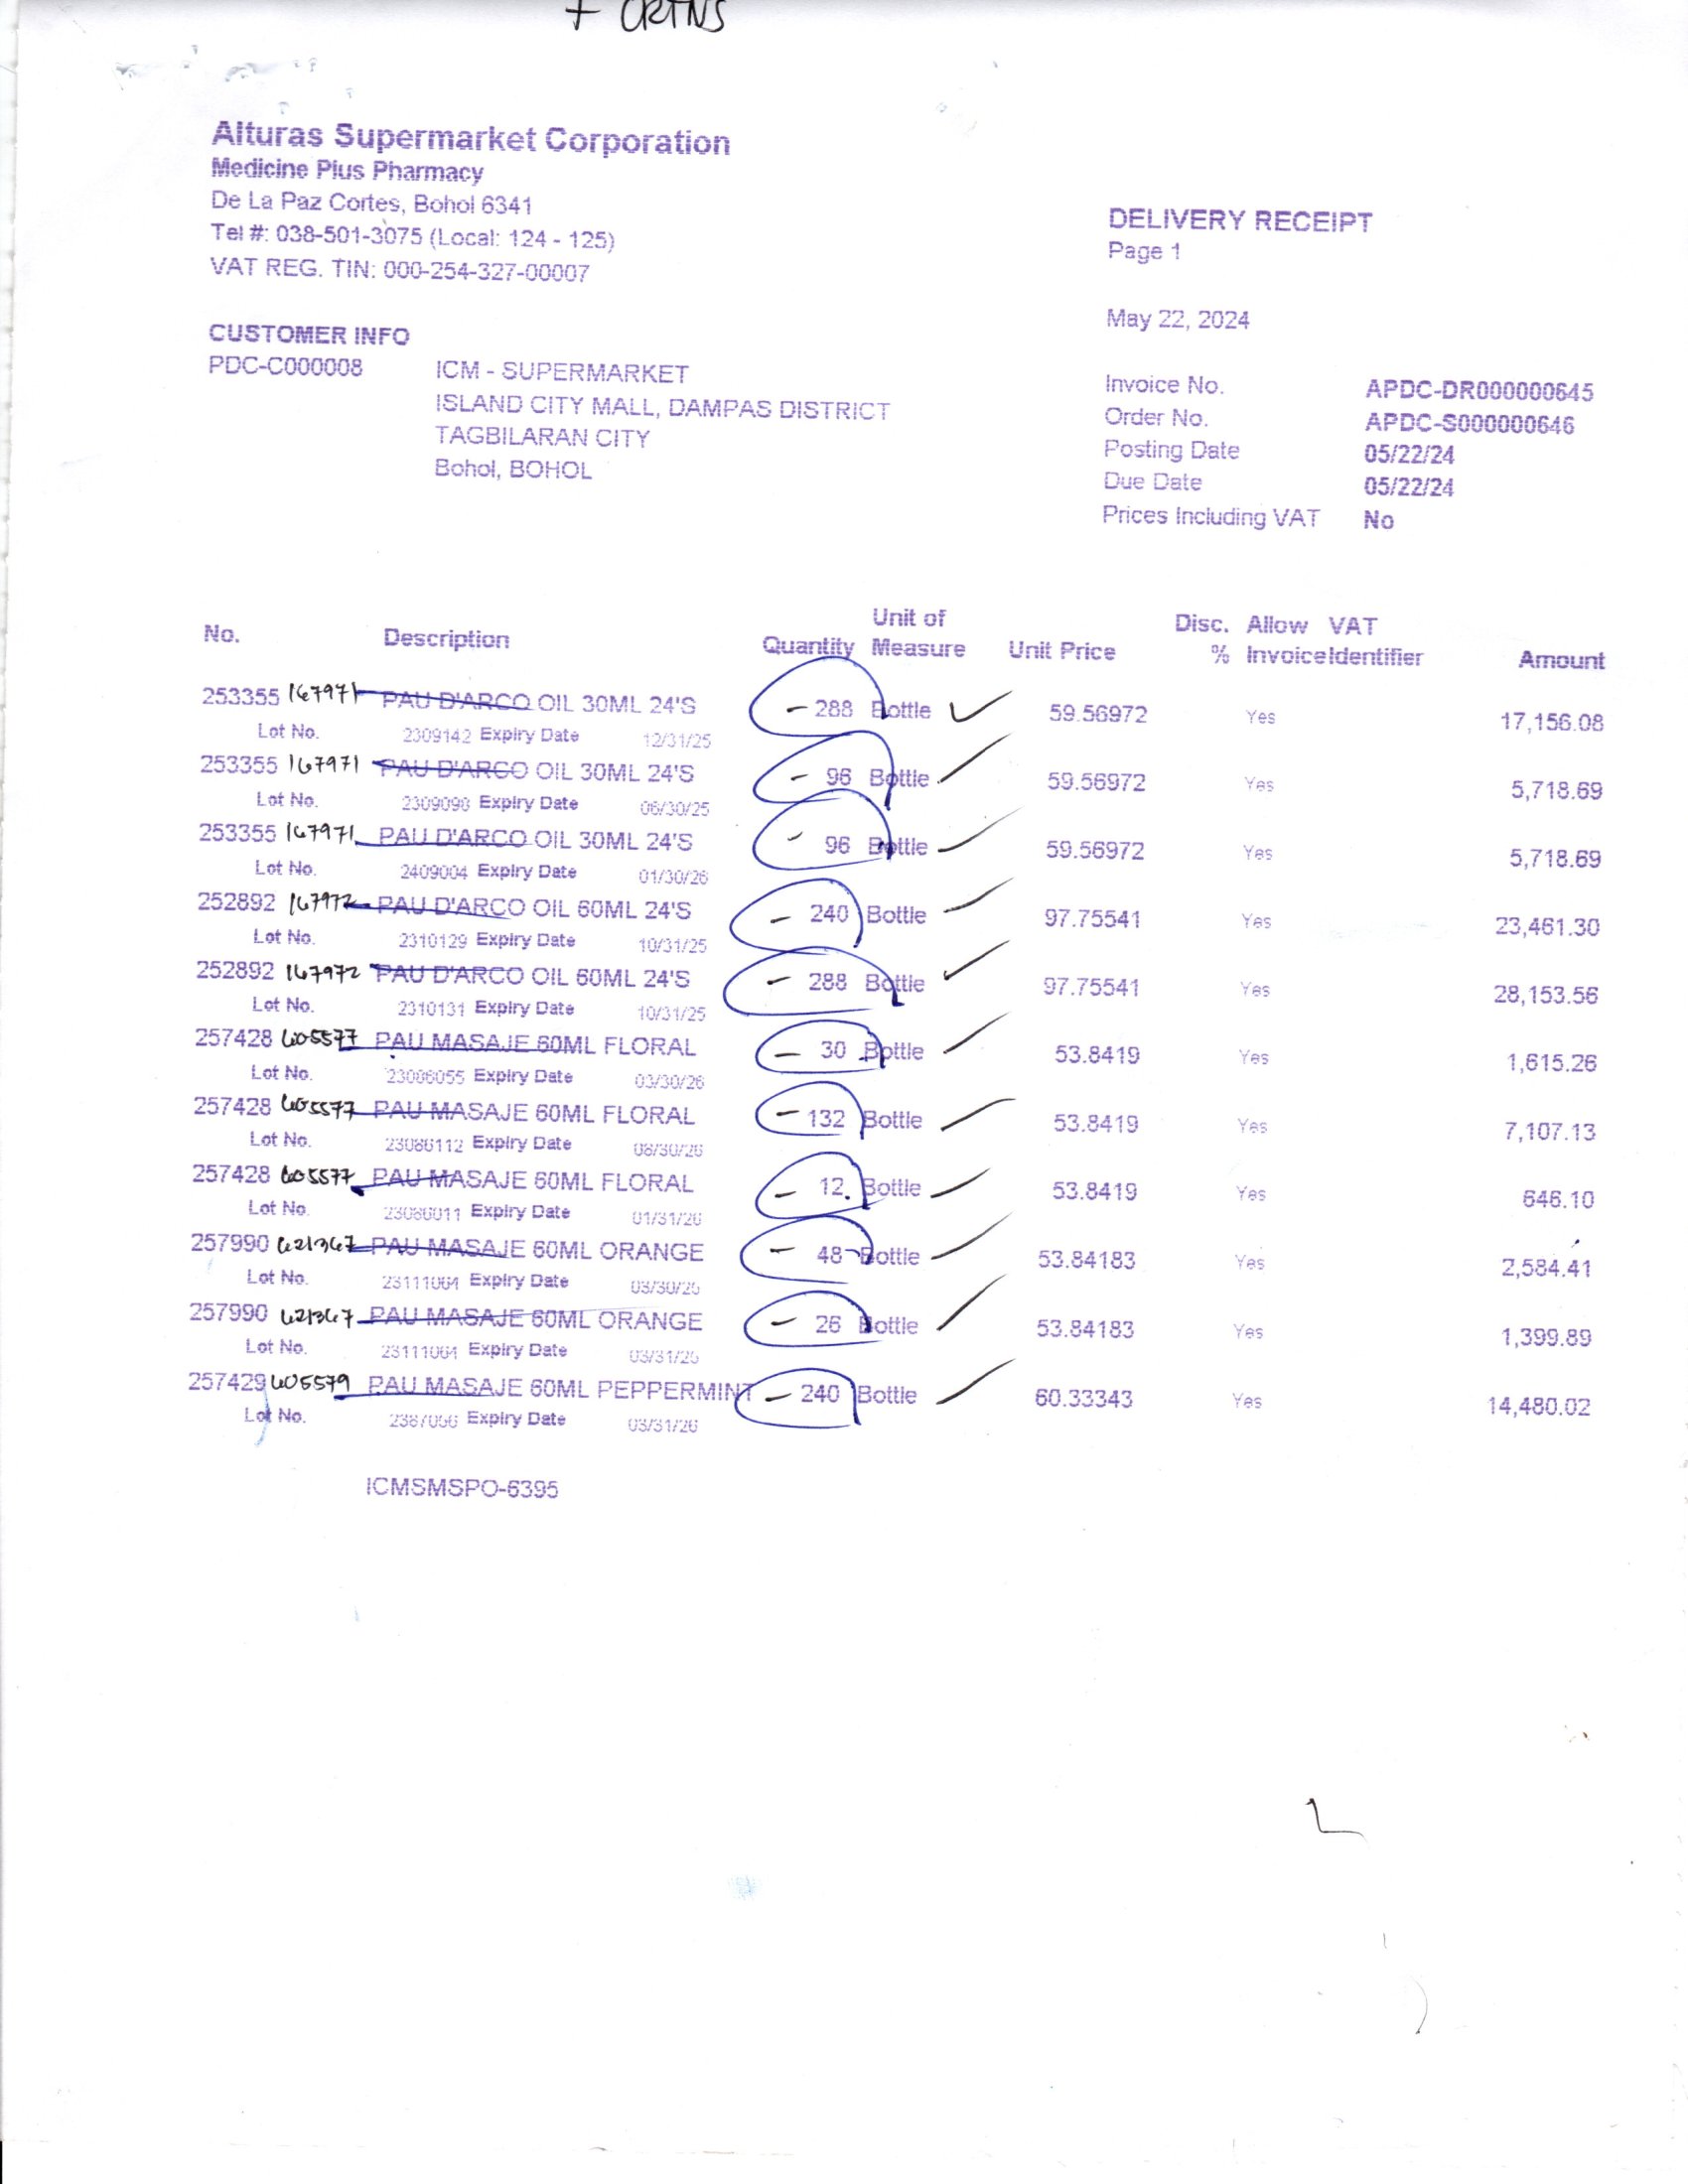 7 CRTNS
Alturas Supermarket Corporation
Medicine Plus Pharmacy
De La Paz Cortes, Bohol 6341
Tel #: 038-501-3075 (Local: 124 - 125)
VAT REG. TIN: 000-254-327-00007
DELIVERY RECEIPT
Page 1
May 22, 2024
CUSTOMER INFO
PDC-C000008 ICM - SUPERMARKET
ISLAND CITY MALL, DAMPAS DISTRICT
TAGBILARAN CITY
Bohol, BOHOL
Invoice No. APDC-DR000000645
Order No. APDC-S000000646
Posting Date 05/22/24
Due Date 05/22/24
Prices Including VAT No
No. Description Quantity Unit of Measure Unit Price Disc. % Allow Invoice VAT Identifier Amount
253355 167971 PAU D'ARCO OIL 30ML 24'S 288 Bottle 59.56972 Yes 17,156.08
Lot No. 2309142 Expiry Date 12/31/25
253355 167971 PAU D'ARCO OIL 30ML 24'S 96 Bottle 59.56972 Yes 5,718.69
Lot No. 2309090 Expiry Date 06/30/25
253355 167971 PAU D'ARCO OIL 30ML 24'S 96 Bottle 59.56972 Yes 5,718.69
Lot No. 2409004 Expiry Date 01/30/26
252892 167972 PAU D'ARCO OIL 60ML 24'S 240 Bottle 97.75541 Yes 23,461.30
Lot No. 2310129 Expiry Date 10/31/25
252892 167972 PAU D'ARCO OIL 60ML 24'S 288 Bottle 97.75541 Yes 28,153.56
Lot No. 2310131 Expiry Date 10/31/25
257428 605577 PAU MASAJE 60ML FLORAL 30 Bottle 53.8419 Yes 1,615.26
Lot No. 23086055 Expiry Date 03/30/26
257428 605577 PAU MASAJE 60ML FLORAL 132 Bottle 53.8419 Yes 7,107.13
Lot No. 23086112 Expiry Date 06/30/26
257428 605577 PAU MASAJE 60ML FLORAL 12 Bottle 53.8419 Yes 646.10
Lot No. 23086011 Expiry Date 01/31/26
257990 621367 PAU MASAJE 60ML ORANGE 48 Bottle 53.84183 Yes 2,584.41
Lot No. 23111061 Expiry Date 03/30/25
257990 621367 PAU MASAJE 60ML ORANGE 26 Bottle 53.84183 Yes 1,399.89
Lot No. 23111061 Expiry Date 03/31/25
257429 605579 PAU MASAJE 60ML PEPPERMINT 240 Bottle 60.33343 Yes 14,480.02
Lot No. 2387056 Expiry Date 03/31/26
ICMSMSPO-6395